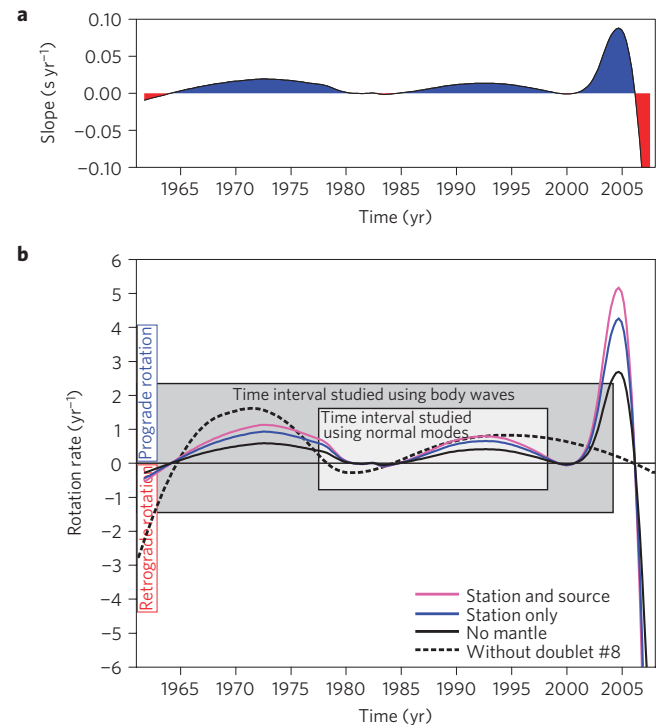 a
Slope (s yr⁻¹)
0.10
0.05
0.00
−0.05
−0.10
1965 1970 1975 1980 1985 1990 1995 2000 2005
Time (yr)
b
Rotation rate (yr⁻¹)
6
5
4
3
2
1
0
−1
−2
−3
−4
−5
−6
Prograde rotation
Retrograde rotation
Time interval studied using body waves
Time interval studied
using normal modes
Station and source
Station only
No mantle
Without doublet #8
1965 1970 1975 1980 1985 1990 1995 2000 2005
Time (yr)